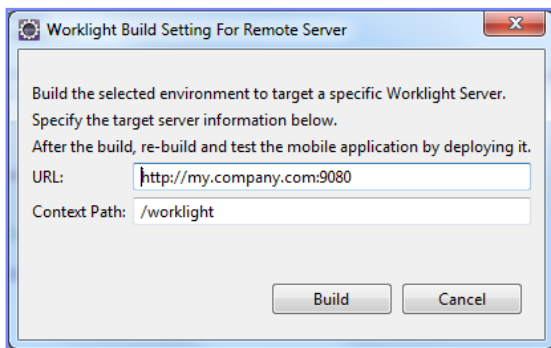 Worklight Build Setting For Remote Server
Build the selected environment to target a specific Worklight Server.
Specify the target server information below.
After the build, re-build and test the mobile application by deploying it.
URL: http://my.company.com:9080
Context Path: /worklight
Build Cancel